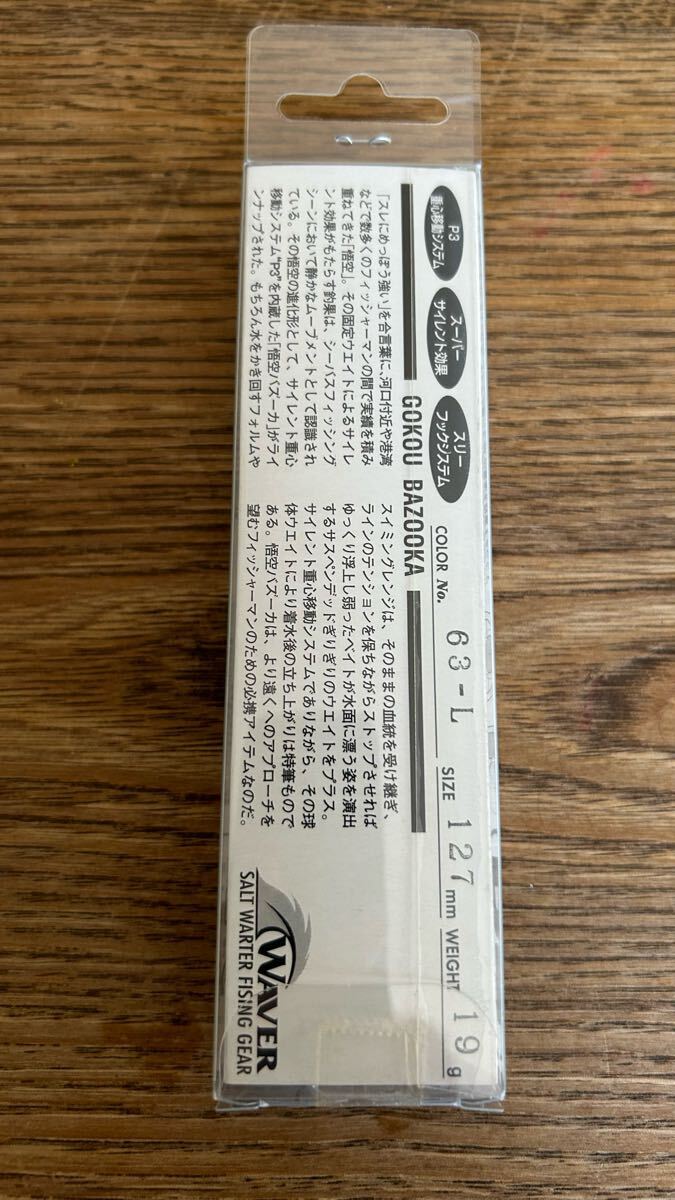 P3
重心移動システム
スーパー
サイレント効果
スリー
フックシステム
COLOR No. 63-L SIZE 127mm WEIGHT 19g
GOKOU BAZOOKA
「スレにめっぽう強い」を合言葉に、河口付近や港湾
などで数多くのフィッシャーマンの間で実績を積み
重ねてきた「悟空」。その固定ウエイトによるサイレ
ント効果がもたらす釣果は、シーバスフィッシング
シーンにおいて静かなムーブメントとして認識され
ている。その悟空の進化形として、サイレント重心
移動システム"P3"を内蔵した「悟空バズーカ」がライ
ンナップされた。もちろん水をかき回すフォルムや
スイミングレンジは、そのままの血統を受け継ぎ、
ラインのテンションを保ちながらストップさせれば
ゆっくり浮上し弱ったベイトが水面に漂う姿を演出
するサスペンデッドぎりぎりのウエイトをプラス。
サイレント重心移動システムでありながら、その球
体ウエイトにより着水後の立ち上がりは特筆もので
ある。悟空バズーカは、より遠くへのアプローチを
望むフィッシャーマンのための必携アイテムなのだ。
WAVER
SALT WARTER FISING GEAR